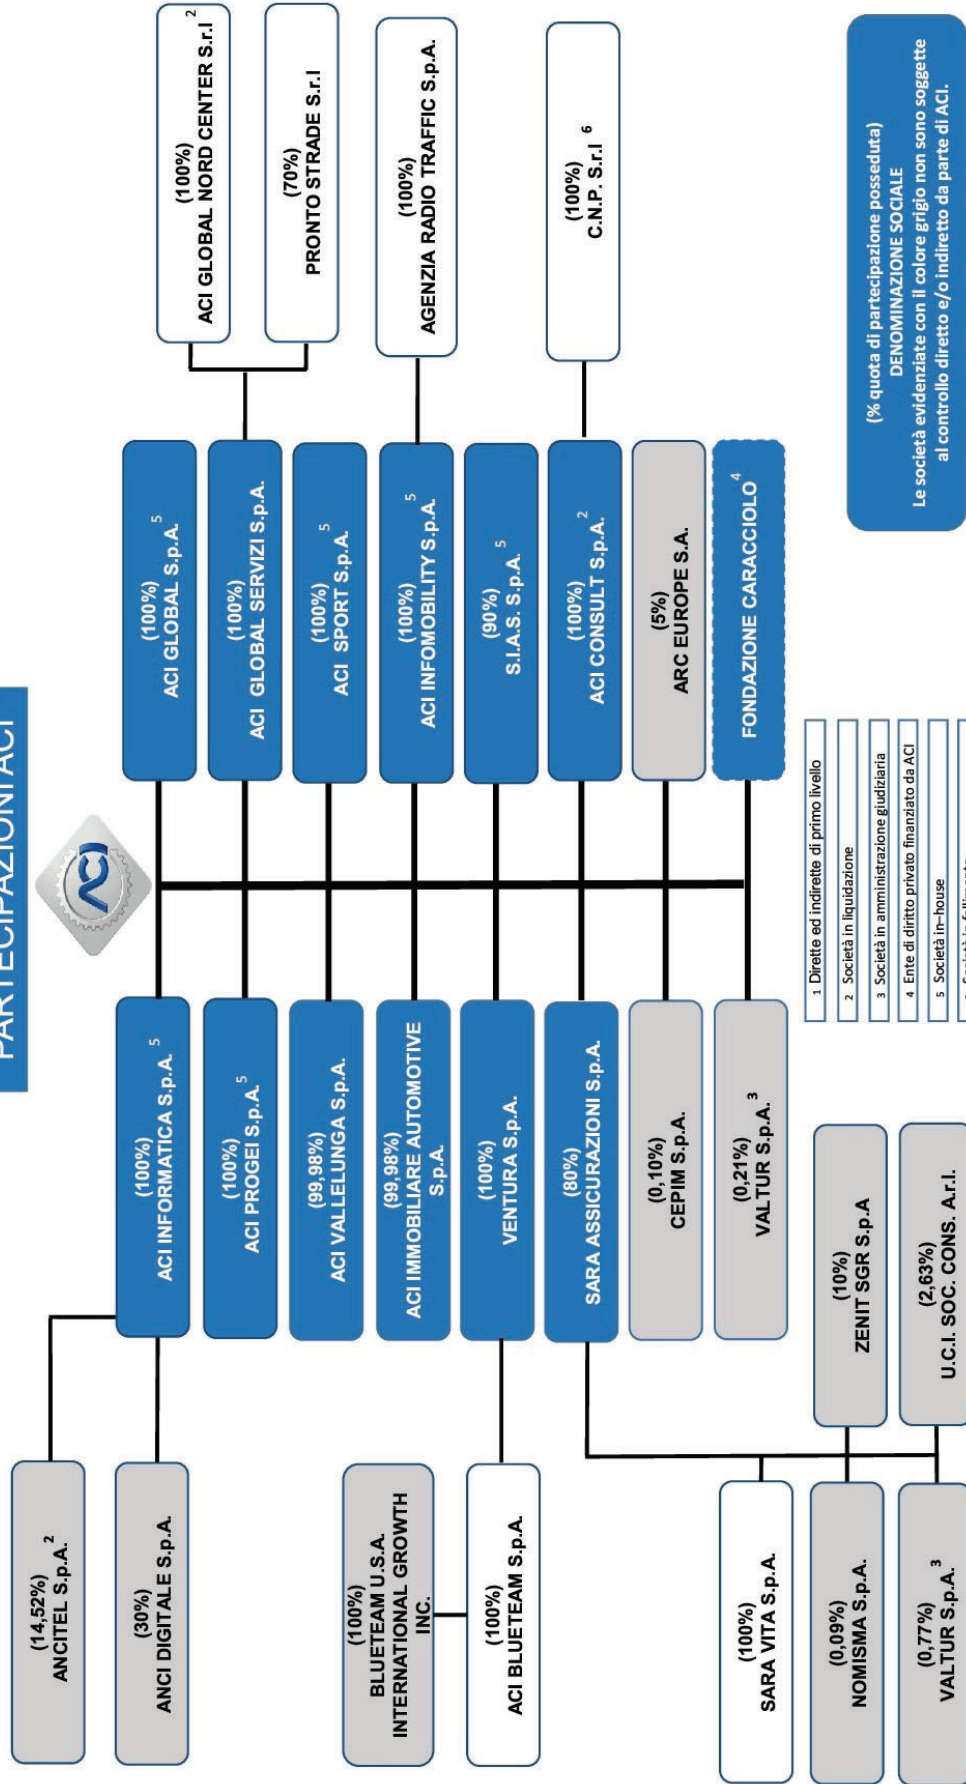 PARTECIPAZIONI ACI
ACI
(14,52%)
ANCITEL S.p.A. 2
(30%)
ANCI DIGITALE S.p.A.
(100%)
BLUETEAM U.S.A.
INTERNATIONAL GROWTH
INC.
(100%)
ACI BLUETEAM S.p.A.
(100%)
SARA VITA S.p.A.
(0,09%)
NOMISMA S.p.A.
(0,77%)
VALTUR S.p.A. 3
(10%)
ZENIT SGR S.p.A
(2,63%)
U.C.I. SOC. CONS. A.r.l.
(100%)
ACI INFORMATICA S.p.A. 5
(100%)
ACI PROGEI S.p.A. 5
(99,98%)
ACI VALLELUNGA S.p.A.
(99,98%)
ACI IMMOBILIARE AUTOMOTIVE
S.p.A.
(100%)
VENTURA S.p.A.
(80%)
SARA ASSICURAZIONI S.p.A.
(0,10%)
CEPIM S.p.A.
(0,21%)
VALTUR S.p.A. 3
(100%)
ACI GLOBAL S.p.A. 5
(100%)
ACI GLOBAL SERVIZI S.p.A.
(100%)
ACI SPORT S.p.A. 5
(100%)
ACI INFOMOBILITY S.p.A. 5
(90%)
S.I.A.S. S.p.A. 5
(100%)
ACI CONSULT S.p.A. 2
(5%)
ARC EUROPE S.A.
FONDAZIONE CARACCIOLO 4
(100%)
ACI GLOBAL NORD CENTER S.r.l 2
(70%)
PRONTO STRADE S.r.l
(100%)
AGENZIA RADIO TRAFFIC S.p.A.
(100%)
C.N.P. S.r.l 6
1 Dirette ed indirette di primo livello
2 Società in liquidazione
3 Società in amministrazione giudiziaria
4 Ente di diritto privato finanziato da ACI
5 Società in-house
(% quota di partecipazione posseduta)
DENOMINAZIONE SOCIALE
Le società evidenziate con il colore grigio non sono soggette
al controllo diretto e/o indiretto da parte di ACI.